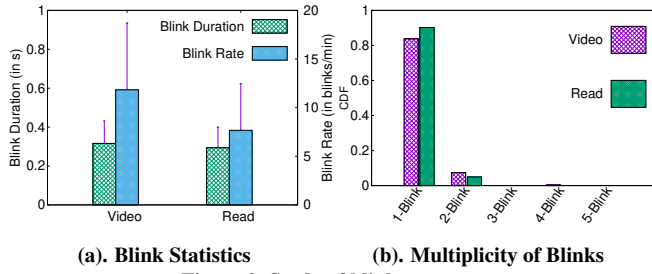 Blink Duration (in s)
1
0.8
0.6
0.4
0.2
0
Blink Duration
Blink Rate
20
15
10
5
0
Blink Rate (in blinks/min)
Video
Read
(a). Blink Statistics
CDF
1
0.8
0.6
0.4
0.2
0
Video
Read
1-Blink
2-Blink
3-Blink
4-Blink
5-Blink
(b). Multiplicity of Blinks